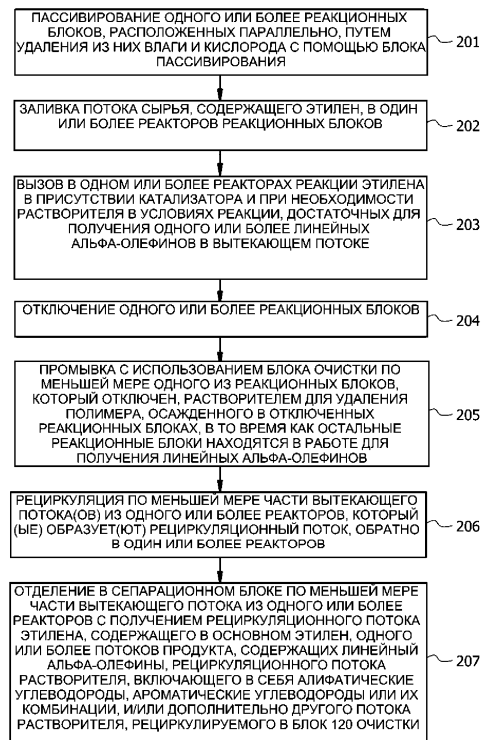 ПАССИВИРОВАНИЕ ОДНОГО ИЛИ БОЛЕЕ РЕАКЦИОННЫХ
БЛОКОВ, РАСПОЛОЖЕННЫХ ПАРАЛЛЕЛЬНО, ПУТЕМ
УДАЛЕНИЯ ИЗ НИХ ВЛАГИ И КИСЛОРОДА С ПОМОЩЬЮ БЛОКА
ПАССИВИРОВАНИЯ
201
ЗАЛИВКА ПОТОКА СЫРЬЯ, СОДЕРЖАЩЕГО ЭТИЛЕН, В ОДИН
ИЛИ БОЛЕЕ РЕАКТОРОВ РЕАКЦИОННЫХ БЛОКОВ
202
ВЫЗОВ В ОДНОМ ИЛИ БОЛЕЕ РЕАКТОРАХ РЕАКЦИИ ЭТИЛЕНА
В ПРИСУТСТВИИ КАТАЛИЗАТОРА И ПРИ НЕОБХОДИМОСТИ
РАСТВОРИТЕЛЯ В УСЛОВИЯХ РЕАКЦИИ, ДОСТАТОЧНЫХ ДЛЯ
ПОЛУЧЕНИЯ ОДНОГО ИЛИ БОЛЕЕ ЛИНЕЙНЫХ
АЛЬФА-ОЛЕФИНОВ В ВЫТЕКАЮЩЕМ ПОТОКЕ
203
ОТКЛЮЧЕНИЕ ОДНОГО ИЛИ БОЛЕЕ РЕАКЦИОННЫХ БЛОКОВ
204
ПРОМЫВКА С ИСПОЛЬЗОВАНИЕМ БЛОКА ОЧИСТКИ ПО
МЕНЬШЕЙ МЕРЕ ОДНОГО ИЗ РЕАКЦИОННЫХ БЛОКОВ,
КОТОРЫЙ ОТКЛЮЧЕН, РАСТВОРИТЕЛЕМ ДЛЯ УДАЛЕНИЯ
ПОЛИМЕРА, ОСАЖДЕННОГО В ОТКЛЮЧЕННЫХ
РЕАКЦИОННЫХ БЛОКАХ, В ТО ВРЕМЯ КАК ОСТАЛЬНЫЕ
РЕАКЦИОННЫЕ БЛОКИ НАХОДЯТСЯ В РАБОТЕ ДЛЯ
ПОЛУЧЕНИЯ ЛИНЕЙНЫХ АЛЬФА-ОЛЕФИНОВ
205
РЕЦИРКУЛЯЦИЯ ПО МЕНЬШЕЙ МЕРЕ ЧАСТИ ВЫТЕКАЮЩЕГО
ПОТОКА(ОВ) ИЗ ОДНОГО ИЛИ БОЛЕЕ РЕАКТОРОВ, КОТОРЫЙ
(ЫЕ) ОБРАЗУЕТ(ЮТ) РЕЦИРКУЛЯЦИОННЫЙ ПОТОК, ОБРАТНО
В ОДИН ИЛИ БОЛЕЕ РЕАКТОРОВ
206
ОТДЕЛЕНИЕ В СЕПАРАЦИОННОМ БЛОКЕ ПО МЕНЬШЕЙ МЕРЕ
ЧАСТИ ВЫТЕКАЮЩЕГО ПОТОКА ИЗ ОДНОГО ИЛИ БОЛЕЕ
РЕАКТОРОВ С ПОЛУЧЕНИЕМ РЕЦИРКУЛЯЦИОННОГО ПОТОКА
ЭТИЛЕНА, СОДЕРЖАЩЕГО В ОСНОВНОМ ЭТИЛЕН, ОДНОГО
ИЛИ БОЛЕЕ ПОТОКОВ ПРОДУКТА, СОДЕРЖАЩИХ ЛИНЕЙНЫЙ
АЛЬФА-ОЛЕФИНЫ, РЕЦИРКУЛЯЦИОННОГО ПОТОКА
РАСТВОРИТЕЛЯ, ВКЛЮЧАЮЩЕГО В СЕБЯ АЛИФАТИЧЕСКИЕ
УГЛЕВОДОРОДЫ, АРОМАТИЧЕСКИЕ УГЛЕВОДОРОДЫ ИЛИ ИХ
КОМБИНАЦИИ, И/ИЛИ ДОПОЛНИТЕЛЬНО ДРУГОГО ПОТОКА
РАСТВОРИТЕЛЯ, РЕЦИРКУЛИРУЕМОГО В БЛОК 120 ОЧИСТКИ
207